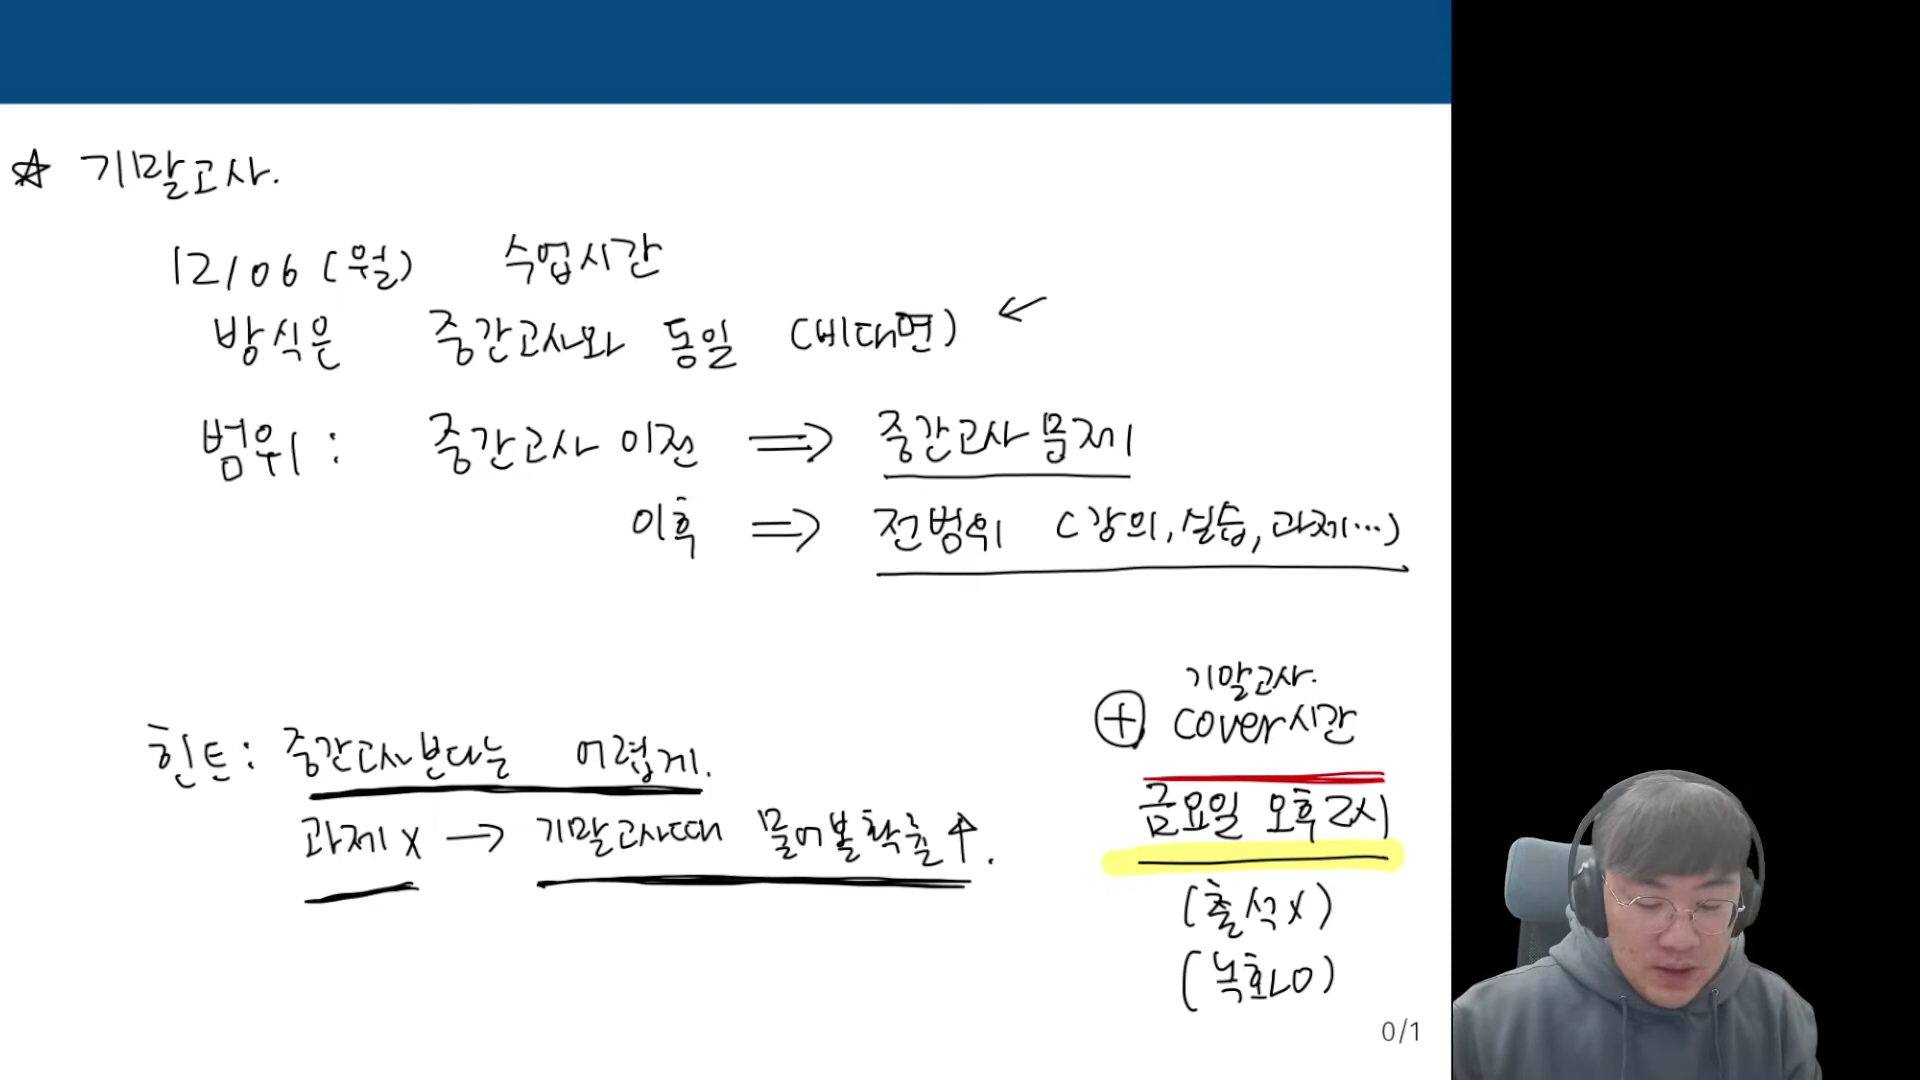 ☆ 기말고사.
12/06 (월) 수업시간
방식은 중간고사와 동일 (비대면) ←
범위 : 중간고사 이전 ⇒ 중간고사 문제
이후 ⇒ 전범위 (강의, 실습, 과제…)
힌트 : 중간고사보다는 어렵게.
과제 x → 기말고사때 물어볼확률↑.
⊕ 기말고사.
cover시간
금요일 오후2시
(출석x)
(녹화o)
0/1